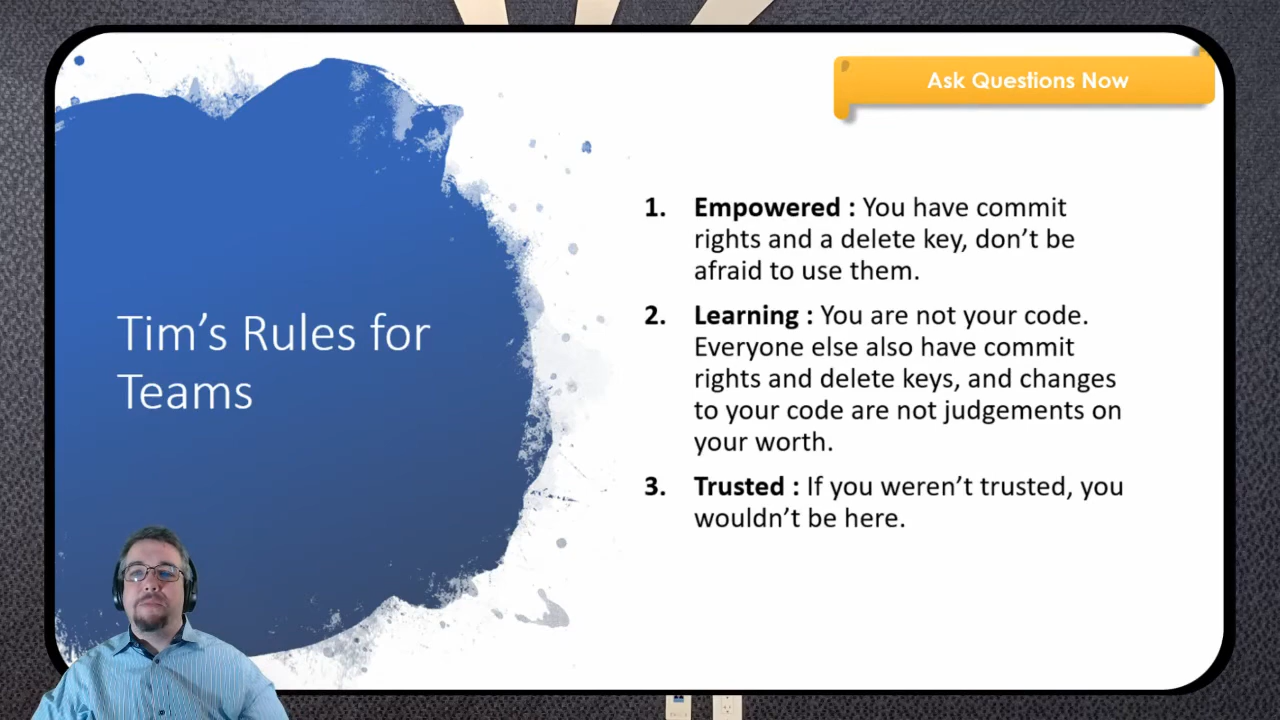 Ask Questions Now
Tim’s Rules for
Teams
1. Empowered : You have commit
rights and a delete key, don’t be
afraid to use them.
2. Learning : You are not your code.
Everyone else also have commit
rights and delete keys, and changes
to your code are not judgements on
your worth.
3. Trusted : If you weren’t trusted, you
wouldn’t be here.